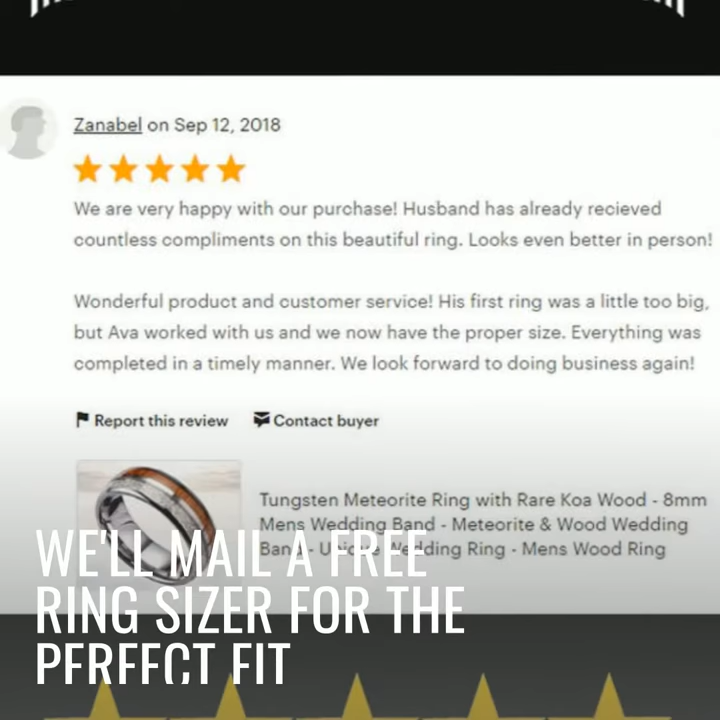 Zanabel on Sep 12, 2018
We are very happy with our purchase! Husband has already recieved
countless compliments on this beautiful ring. Looks even better in person!
Wonderful product and customer service! His first ring was a little too big,
but Ava worked with us and we now have the proper size. Everything was
completed in a timely manner. We look forward to doing business again!
Report this review Contact buyer
Tungsten Meteorite Ring with Rare Koa Wood - 8mm
Mens Wedding Band - Meteorite & Wood Wedding
Band - Unique Wedding Ring - Mens Wood Ring
WE'LL MAIL A FREE
RING SIZER FOR THE
PERFECT FIT